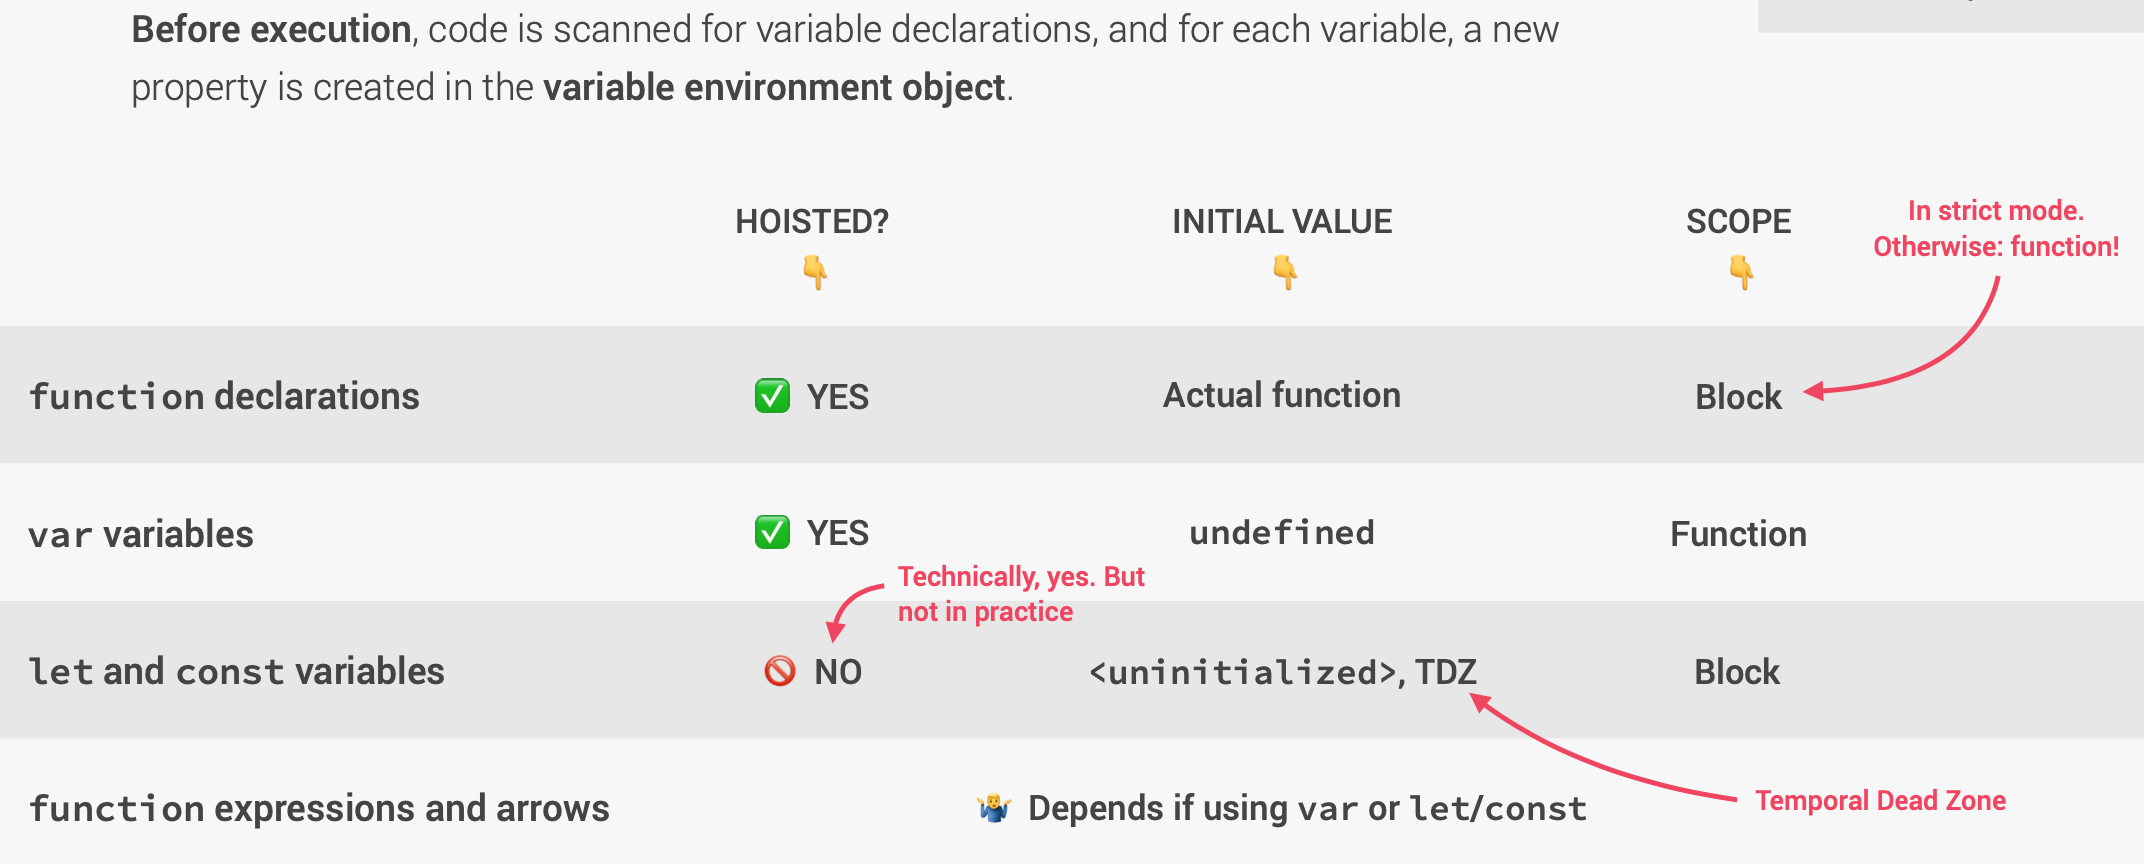 Before execution, code is scanned for variable declarations, and for each variable, a new
property is created in the variable environment object.
HOISTED?
INITIAL VALUE
SCOPE
In strict mode.
Otherwise: function!
function declarations
YES
Actual function
Block
var variables
YES
undefined
Function
Technically, yes. But
not in practice
let and const variables
NO
<uninitialized>, TDZ
Block
function expressions and arrows
Depends if using var or let/const
Temporal Dead Zone